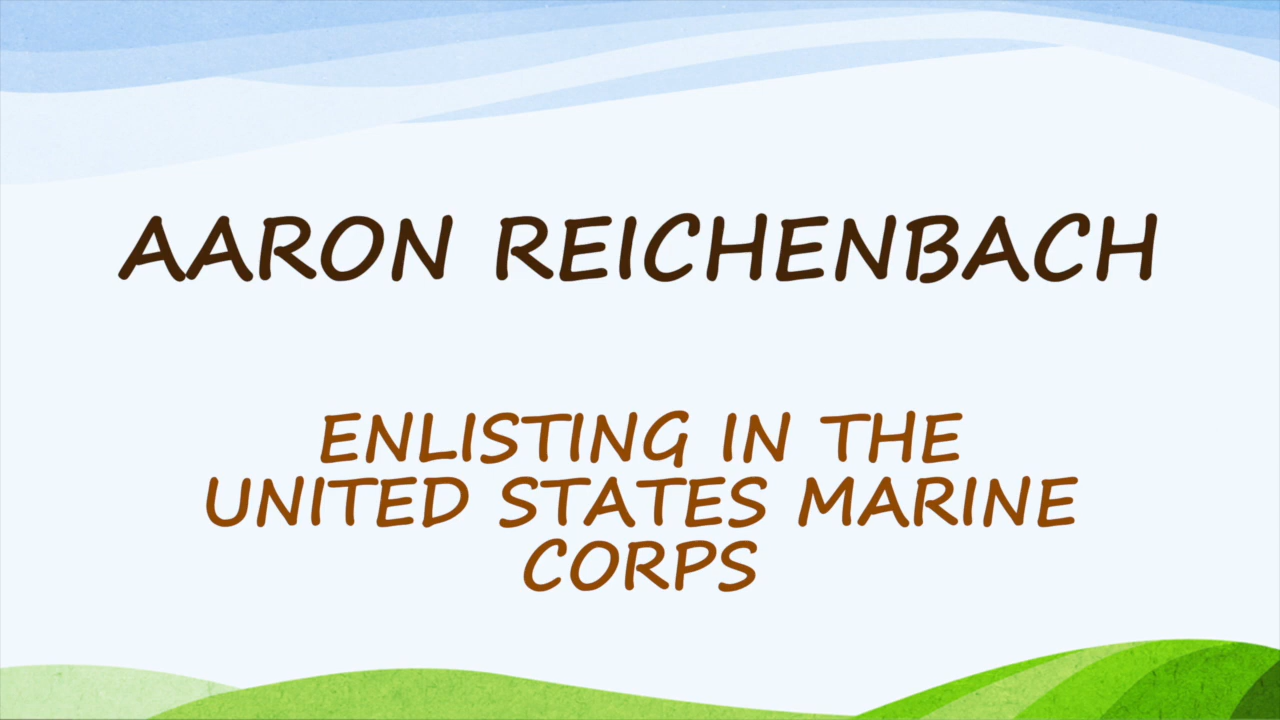 AARON REICHENBACH
ENLISTING IN THE
UNITED STATES MARINE
CORPS